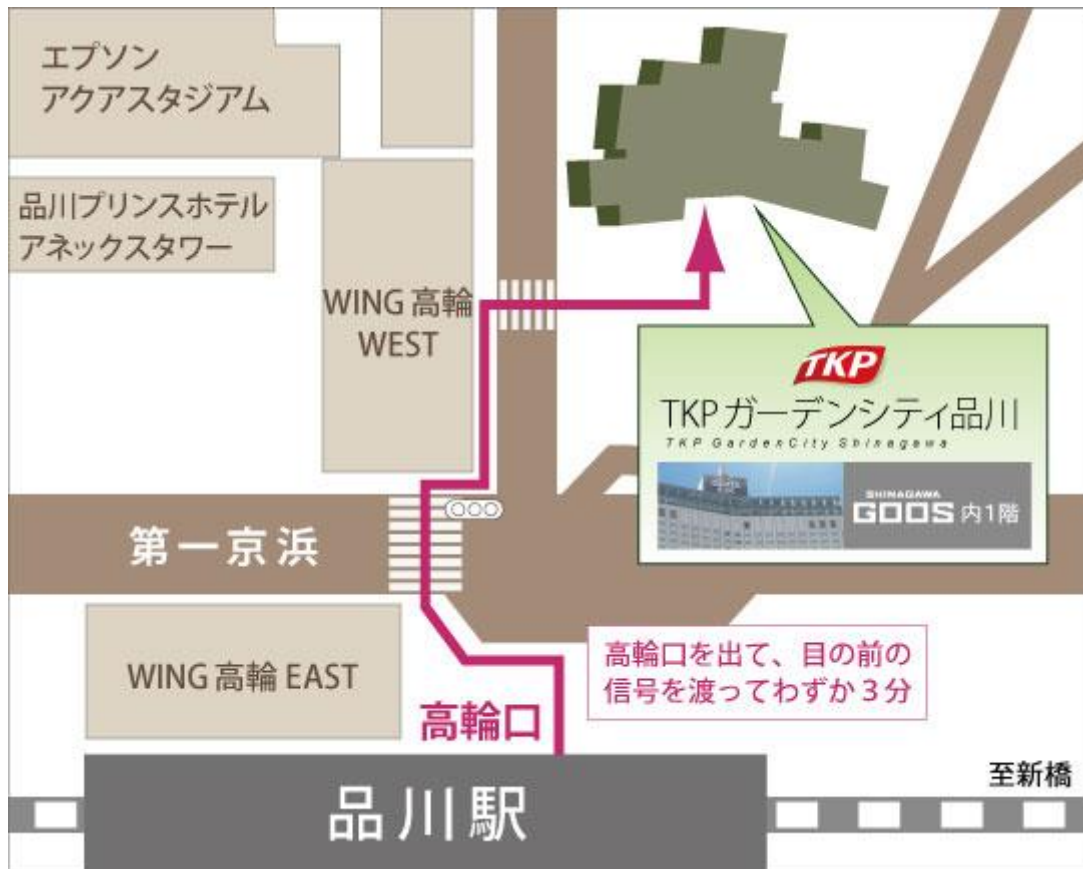 エプソン
アクアスタジアム
品川プリンスホテル
アネックスタワー
WING 高輪
WEST
TKP
TKP ガーデンシティ品川
TKP GardenCity Shinagawa
SHINAGAWA
GOOS 内1階
第一京浜
WING 高輪 EAST
高輪口を出て、目の前の
信号を渡ってわずか3分
高輪口
至新橋
品川駅